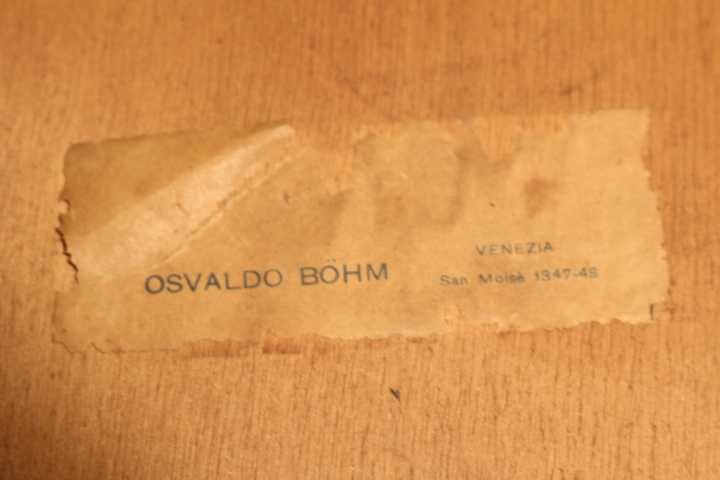 OSVALDO BÖHM
VENEZIA
San Moisè 1347-48